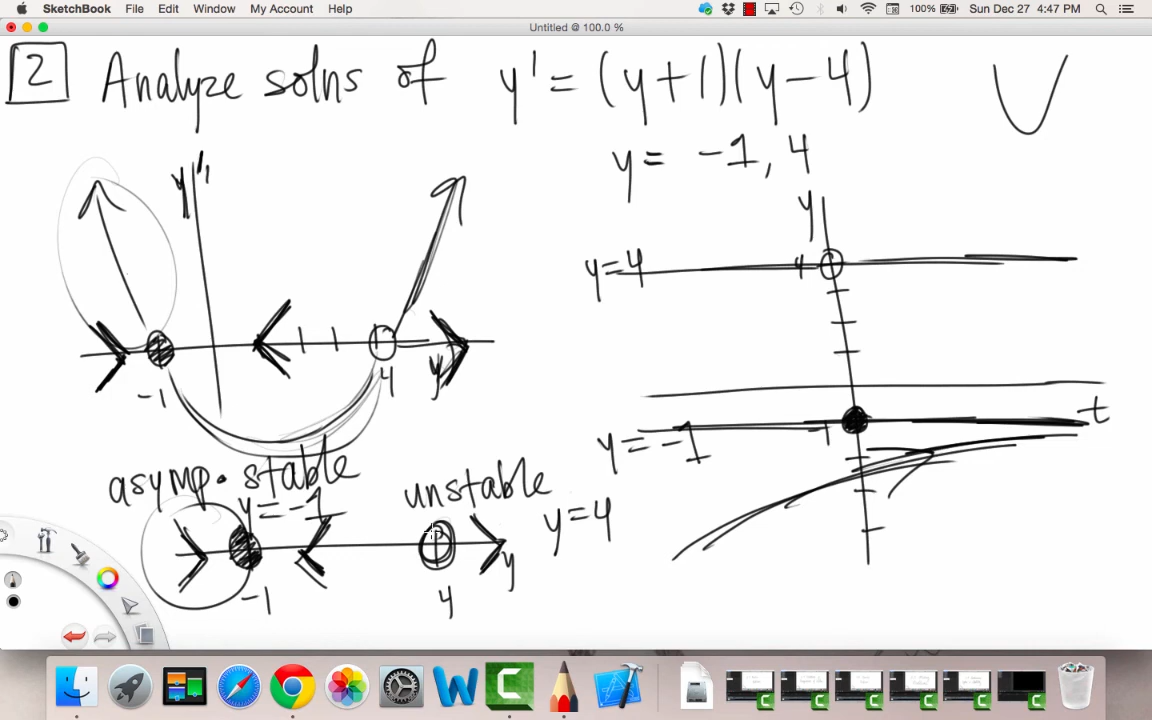 SketchBook File Edit Window My Account Help 100% Sun Dec 27 4:47 PM
Untitled @ 100.0 %
2 Analyze solns of y' = (y+1)(y-4)
y = -1, 4
y'
y
y=4
4
-1
4
y
t
y=-1
-1
asymp. stable
y=-1
unstable
y=4
-1
4
y